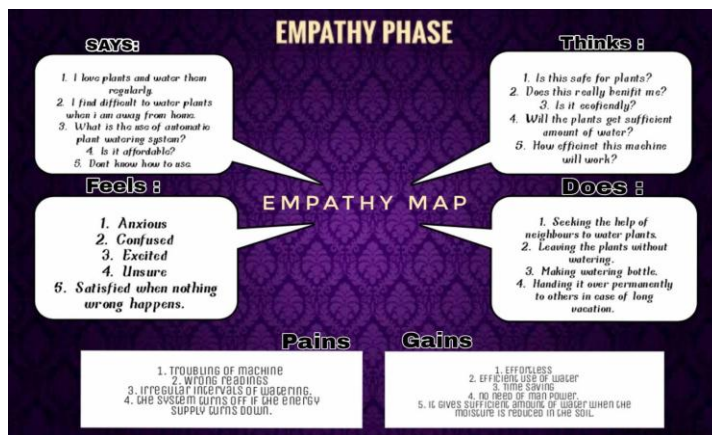 EMPATHY PHASE
SAYS:
1. I love plants and water them
regularly.
2. I find difficult to water plants
when i am away from home.
3. What is the use of automatic
plant watering system?
4. Is it affordable?
5. Dont know how to use.
Thinks :
1. Is this safe for plants?
2. Does this really benifit me?
3. Is it ecofiendly?
4. Will the plants get sufficient
amount of water?
5. How efficinet this machine
will work?
EMPATHY MAP
Feels :
1. Anxious
2. Confused
3. Excited
4. Unsure
5. Satisfied when nothing
wrong happens.
Does :
1. Seeking the help of
neighbours to water plants.
2. Leaving the plants without
watering.
3. Making watering bottle.
4. Handing it over permanently
to others in case of long
vacation.
Pains
1. Troubling of machine
2. Wrong readings
3. Irregular intervals of watering.
4. The system turns off if the energy
supply turns down.
Gains
1. Effortless
2. Efficient use of water
3. Time saving
4. No need of man power.
5. It gives sufficient amount of water when the
moisture is reduced in the soil.